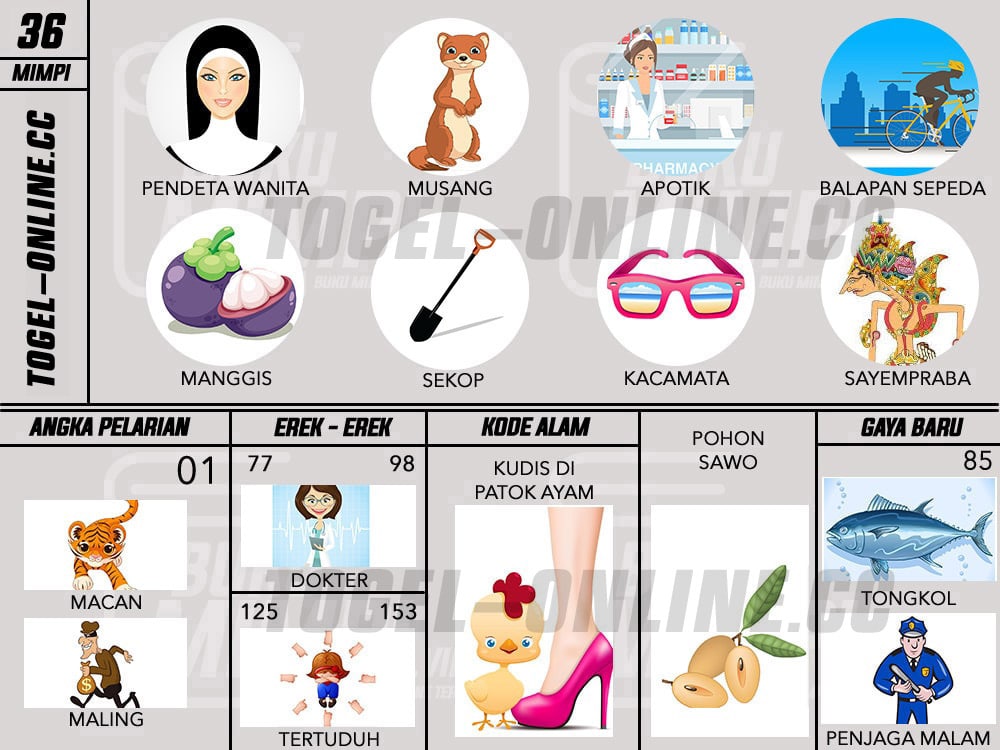 36
MIMPI
TOGEL-ONLINE.CC
PENDETA WANITA
MUSANG
PHARMACY
APOTIK
BALAPAN SEPEDA
TOGEL-ONLINE.CC
MANGGIS
SEKOP
KACAMATA
SAYEMPRABA
ANGKA PELARIAN
01
MACAN
MALING
EREK - EREK
77 98
DOKTER
125 153
TERTUDUH
KODE ALAM
KUDIS DI
PATOK AYAM
POHON
SAWO
GAYA BARU
85
TONGKOL
PENJAGA MALAM
TOGEL-ONLINE.CC